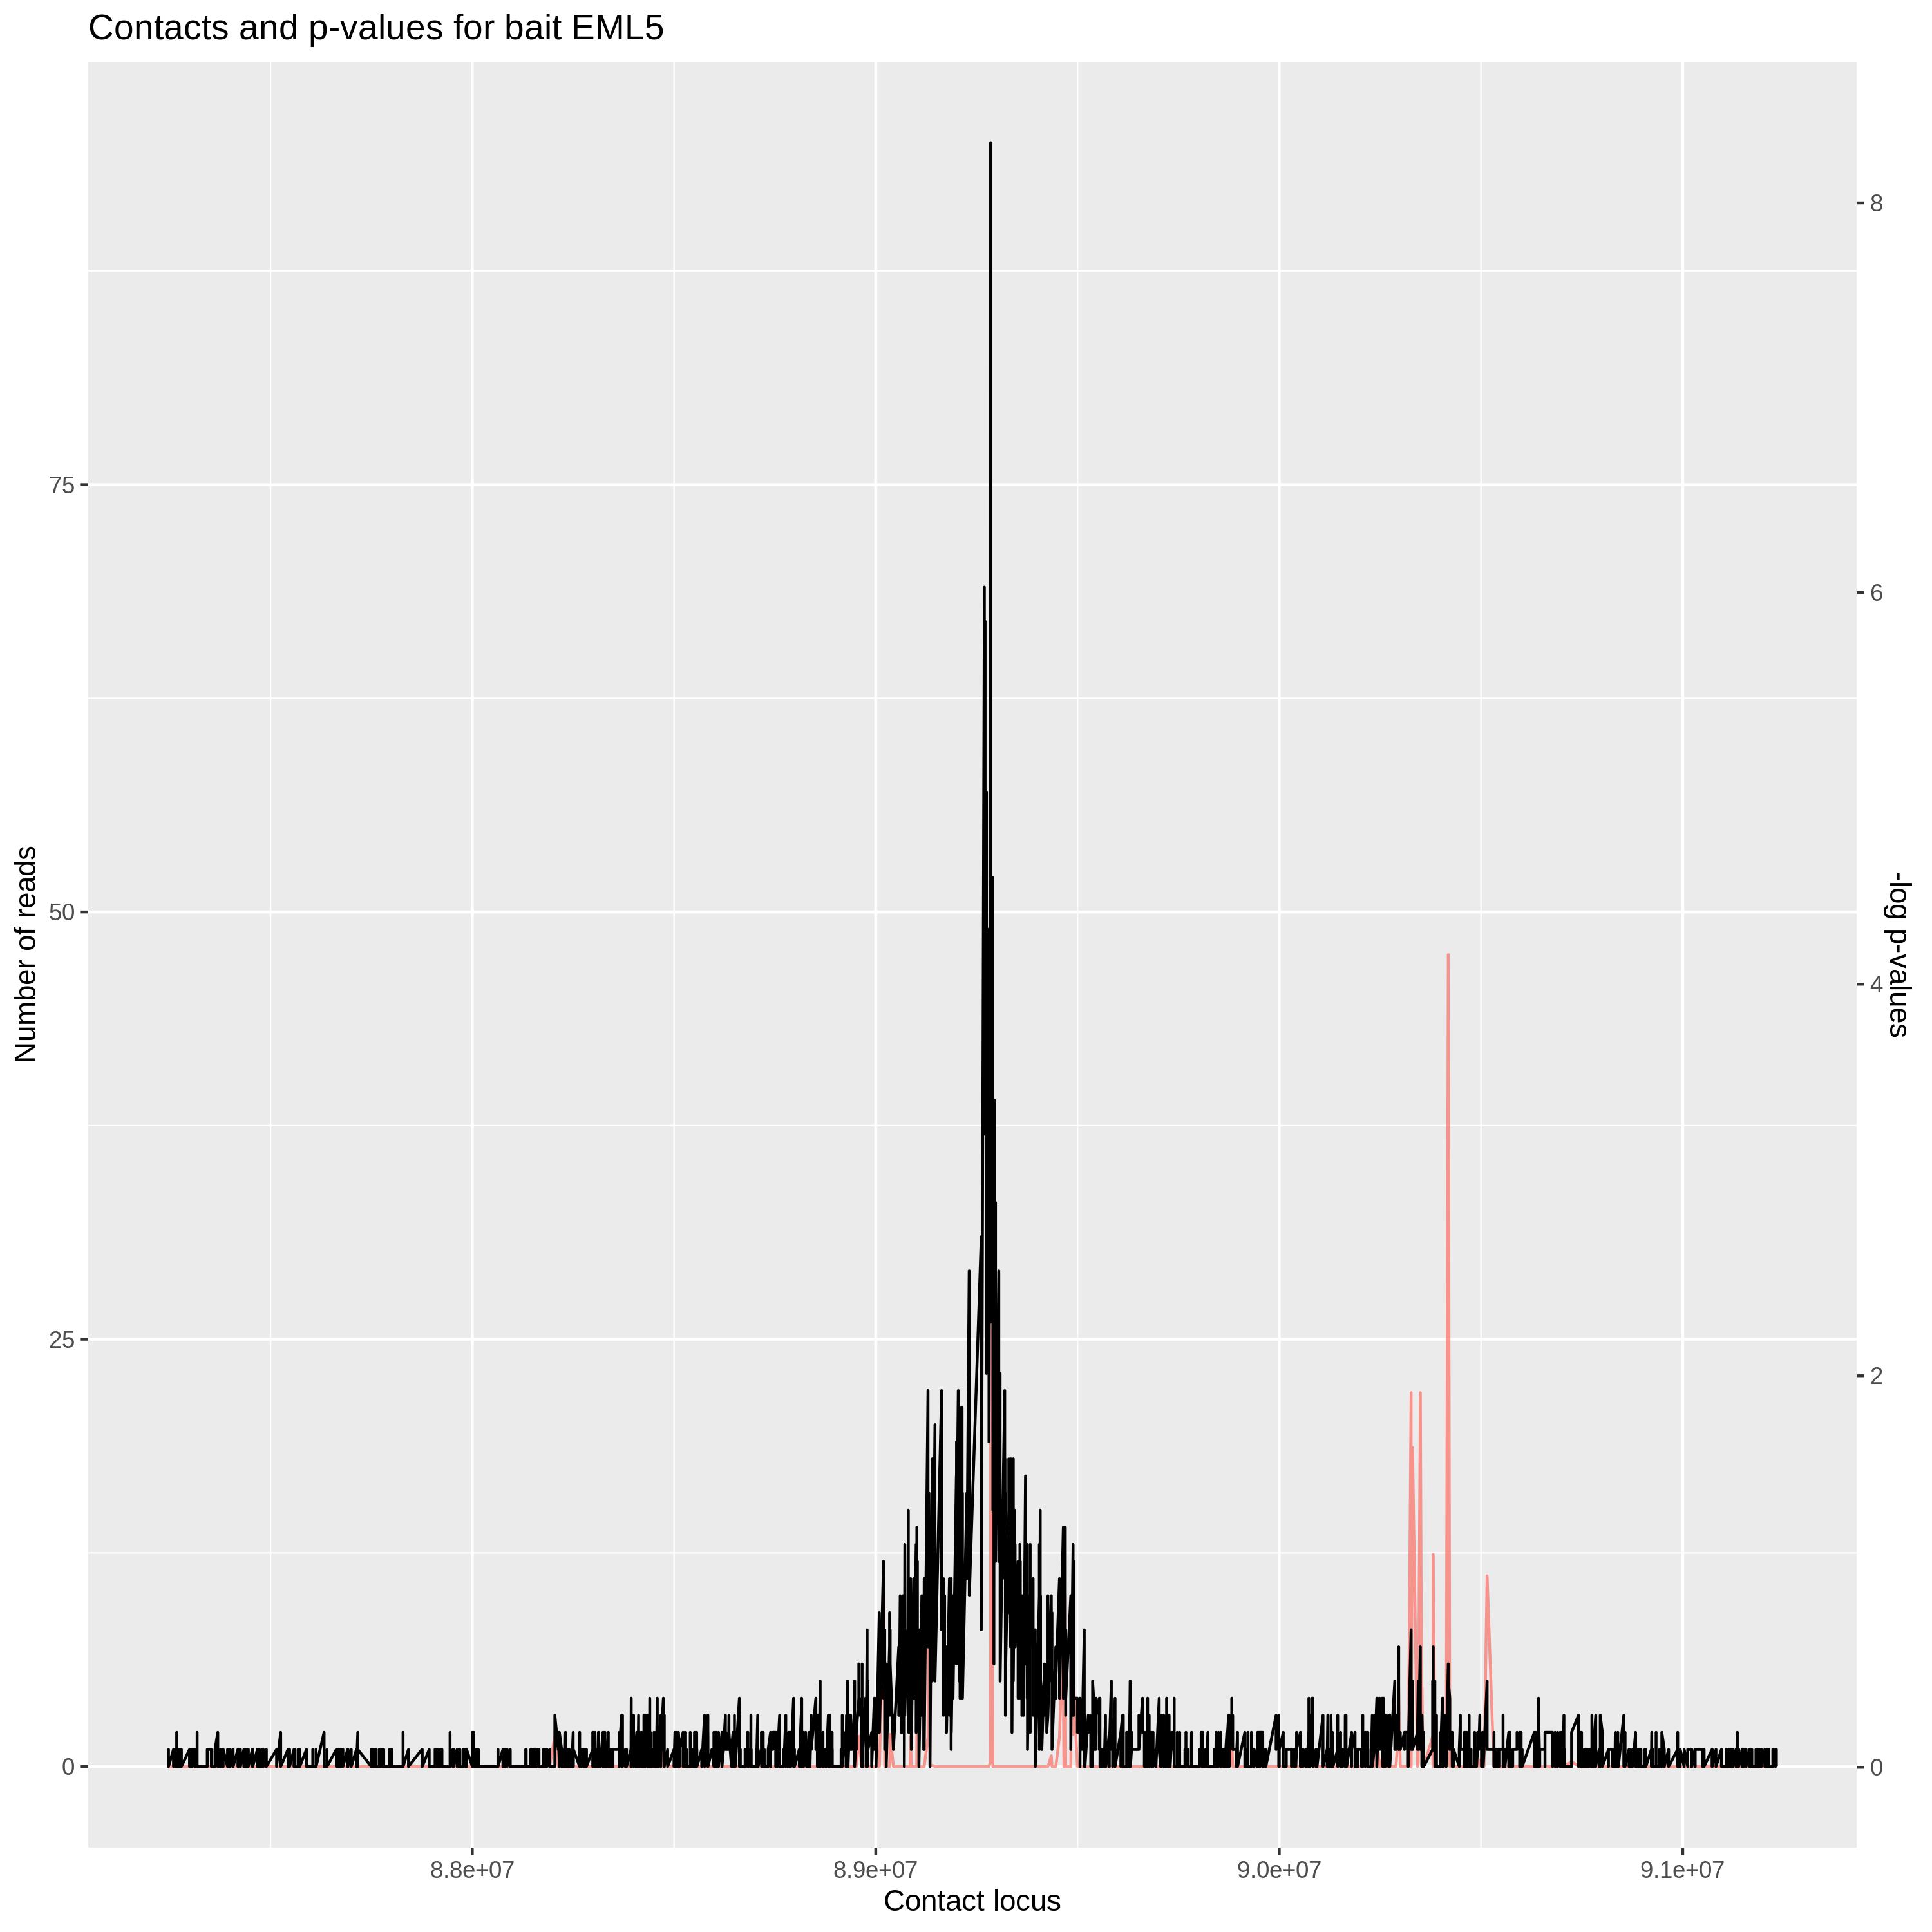 Contacts and p-values for bait EML5
Number of reads
75
50
25
0
8
6
4
2
0
-log p-values
8.8e+07
8.9e+07
9.0e+07
9.1e+07
Contact locus